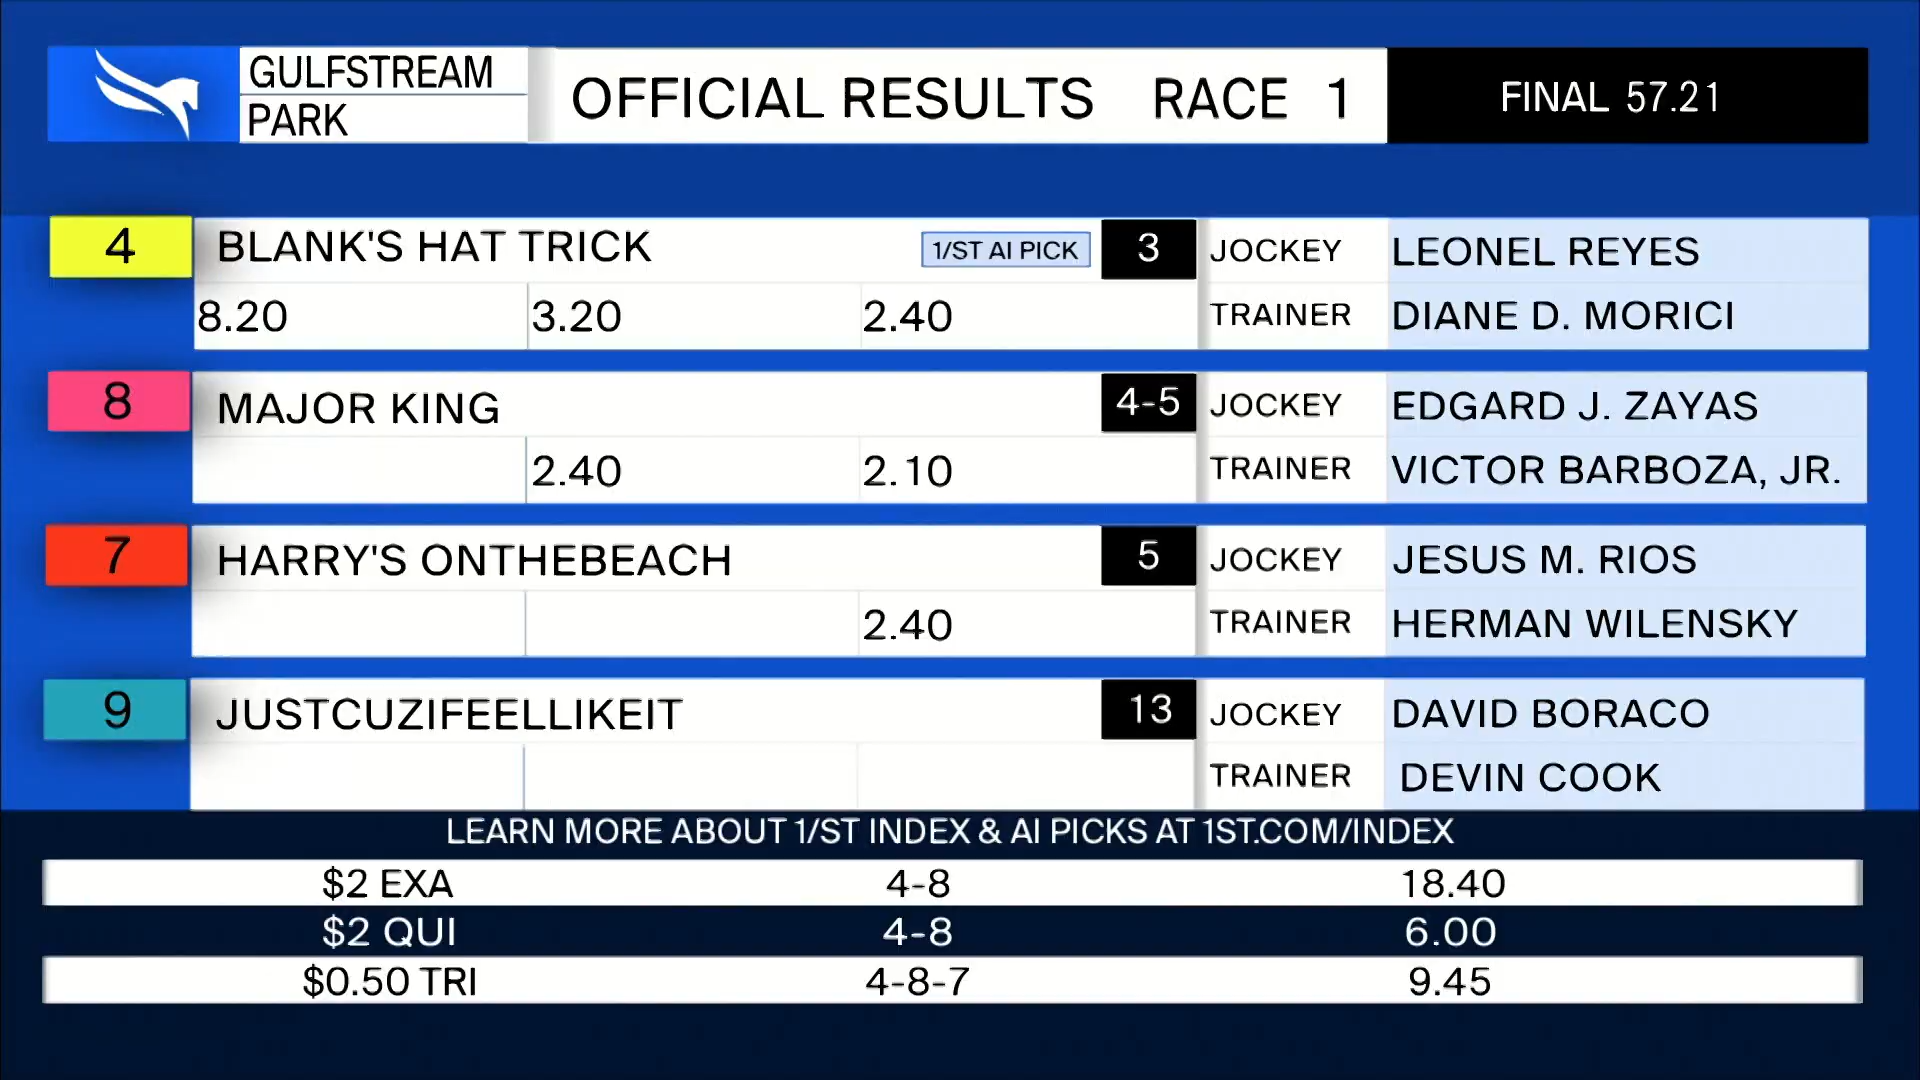 GULFSTREAM
PARK
OFFICIAL RESULTS RACE 1
FINAL 57.21
4 BLANK'S HAT TRICK 1/ST AI PICK 3 JOCKEY LEONEL REYES
8.20 3.20 2.40 TRAINER DIANE D. MORICI
8 MAJOR KING 4-5 JOCKEY EDGARD J. ZAYAS
2.40 2.10 TRAINER VICTOR BARBOZA, JR.
7 HARRY'S ONTHEBEACH 5 JOCKEY JESUS M. RIOS
2.40 TRAINER HERMAN WILENSKY
9 JUSTCUZIFEELLIKEIT 13 JOCKEY DAVID BORACO
TRAINER DEVIN COOK
LEARN MORE ABOUT 1/ST INDEX & AI PICKS AT 1ST.COM/INDEX
$2 EXA 4-8 18.40
$2 QUI 4-8 6.00
$0.50 TRI 4-8-7 9.45